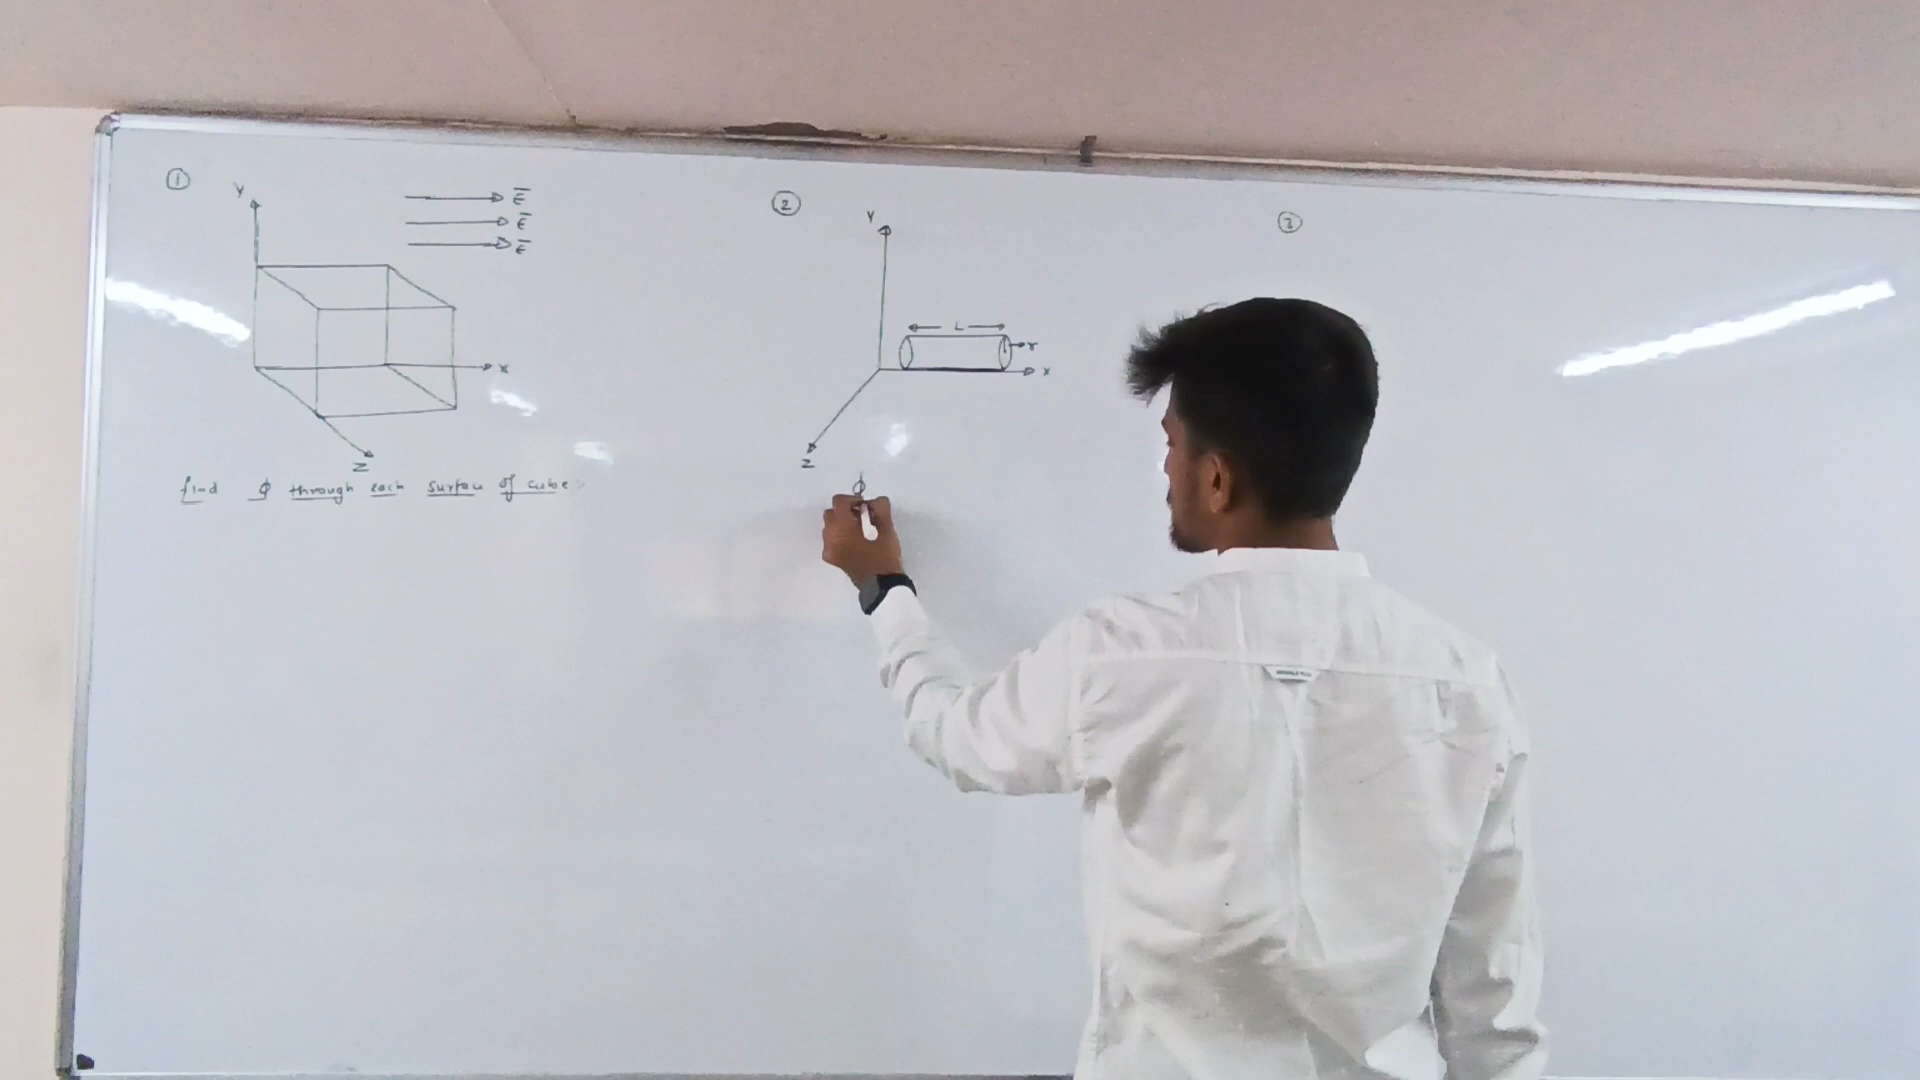 ①
Y
E
E
E
X
Z
find ϕ through each surface of cube
②
Y
L
r
X
Z
ϕ
③